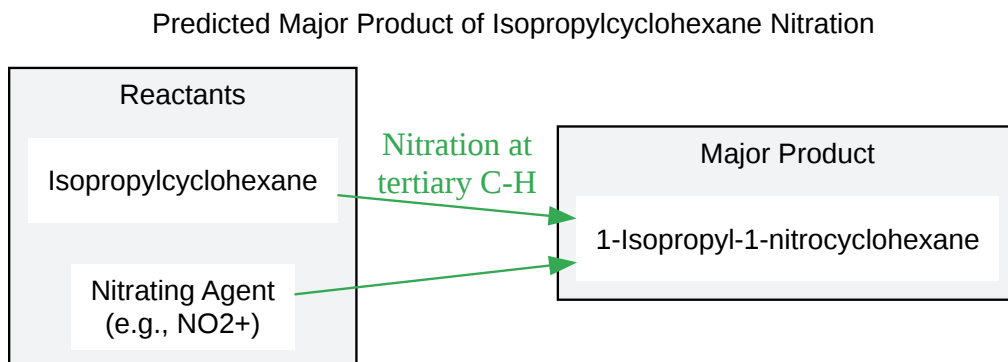 Predicted Major Product of Isopropylcyclohexane Nitration
Reactants
Isopropylcyclohexane
Nitrating Agent
(e.g., NO2+)
Nitration at
tertiary C-H
Major Product
1-Isopropyl-1-nitrocyclohexane